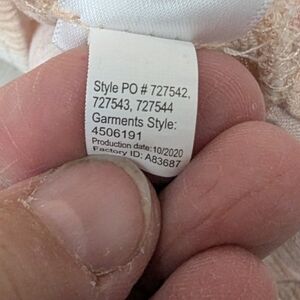 Style PO # 727542,
727543, 727544
Garments Style:
4506191
Production date: 10/2020
Factory ID: A83687